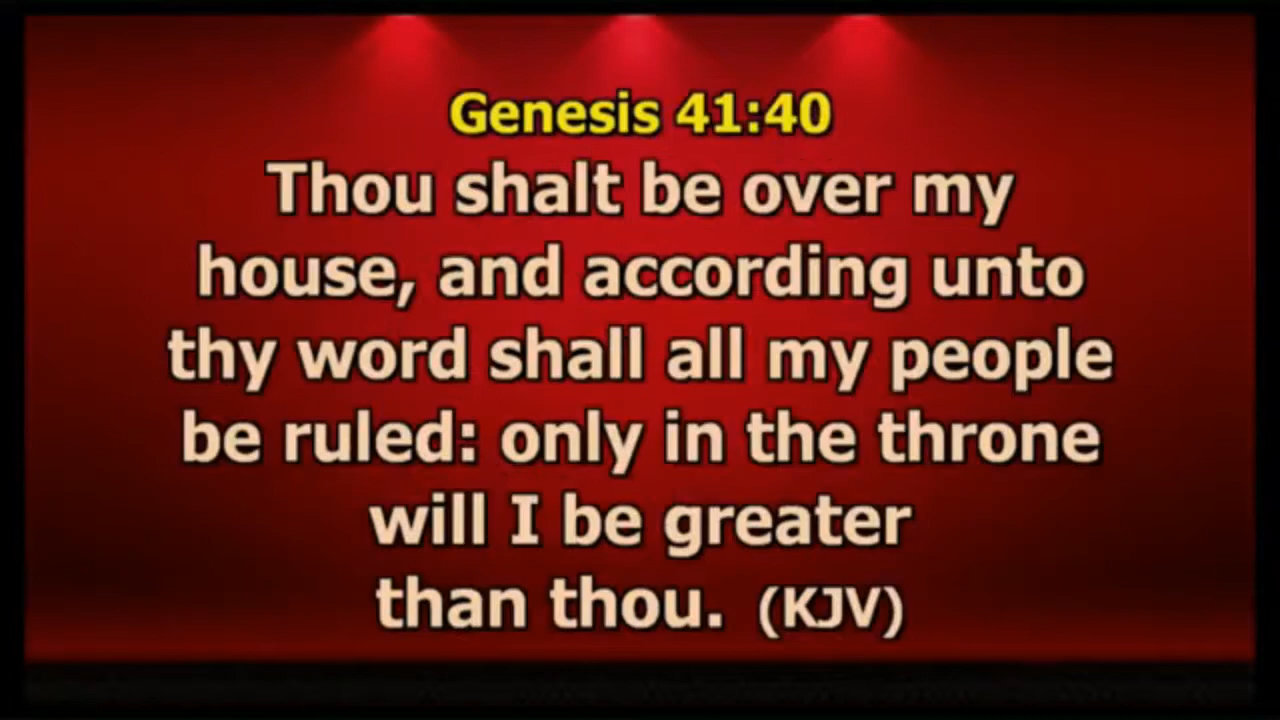 Genesis 41:40
Thou shalt be over my
house, and according unto
thy word shall all my people
be ruled: only in the throne
will I be greater
than thou. (KJV)